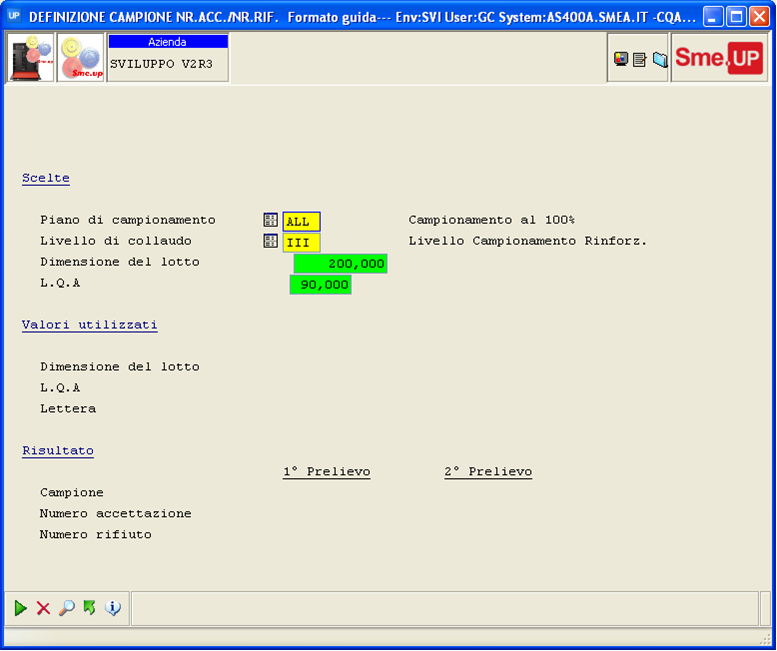 UP DEFINIZIONE CAMPIONE NR.ACC./NR.RIF. Formato guida--- Env:SVI User:GC System:AS400A.SMEA.IT -CQA...
Azienda
SVILUPPO V2R3
Sme.up
Sme.UP
Scelte
Piano di campionamento ALL Campionamento al 100%
Livello di collaudo III Livello Campionamento Rinforz.
Dimensione del lotto 200,000
L.Q.A 90,000
Valori utilizzati
Dimensione del lotto
L.Q.A
Lettera
Risultato
1° Prelievo 2° Prelievo
Campione
Numero accettazione
Numero rifiuto